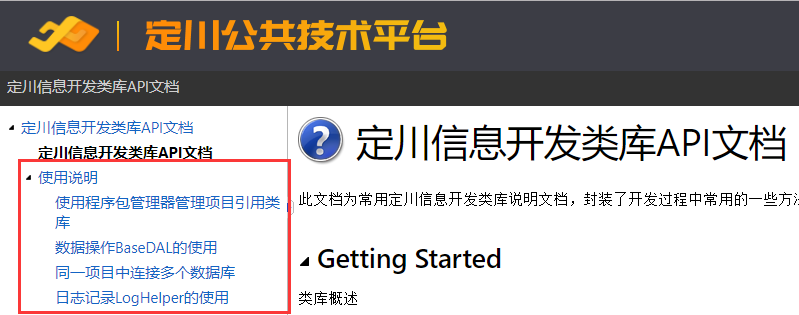 定川公共技术平台
定川信息开发类库API文档
定川信息开发类库API文档
定川信息开发类库API文档
使用说明
使用程序包管理器管理项目引用类
库
数据操作BaseDAL的使用
同一项目中连接多个数据库
日志记录LogHelper的使用
定川信息开发类库API文档
此文档为常用定川信息开发类库说明文档，封装了开发过程中常用的一些方
Getting Started
类库概述